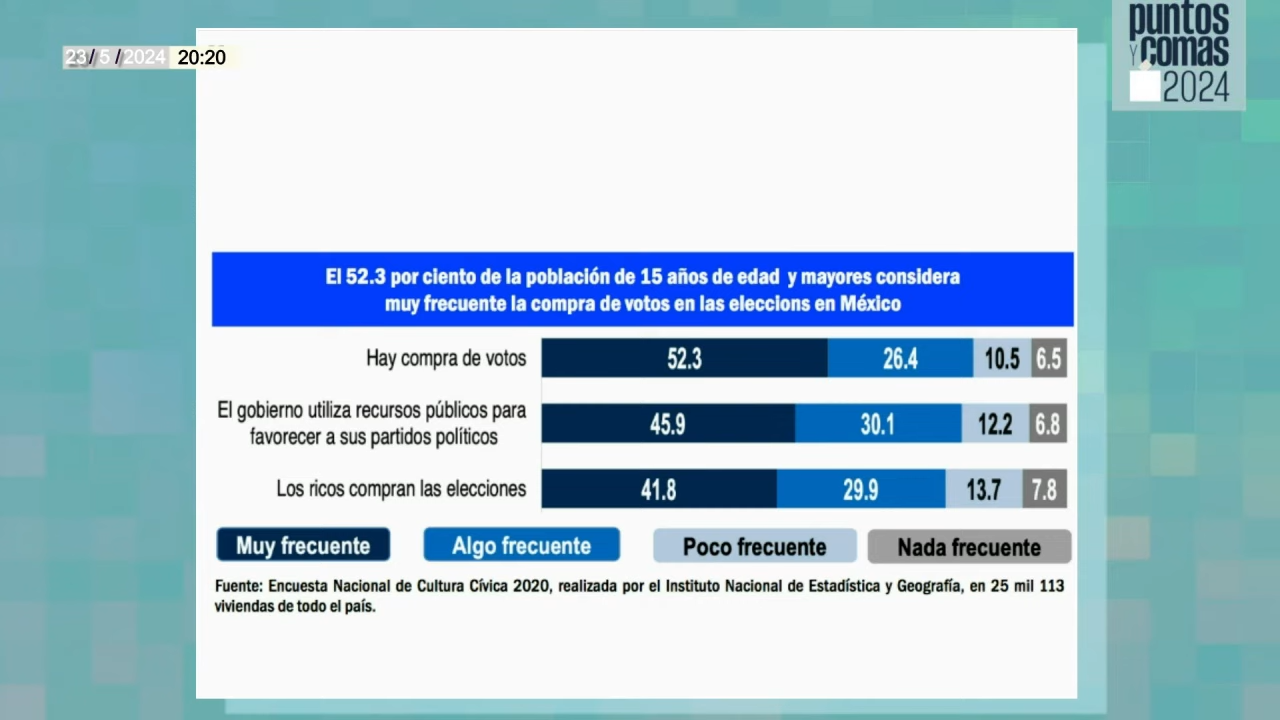 puntos
Y comas
2024
23/ 5 /2024 20:20
El 52.3 por ciento de la población de 15 años de edad y mayores considera
muy frecuente la compra de votos en las eleccions en México
Hay compra de votos 52.3 26.4 10.5 6.5
El gobierno utiliza recursos públicos para
favorecer a sus partidos políticos 45.9 30.1 12.2 6.8
Los ricos compran las elecciones 41.8 29.9 13.7 7.8
Muy frecuente Algo frecuente Poco frecuente Nada frecuente
Fuente: Encuesta Nacional de Cultura Cívica 2020, realizada por el Instituto Nacional de Estadística y Geografía, en 25 mil 113
viviendas de todo el país.